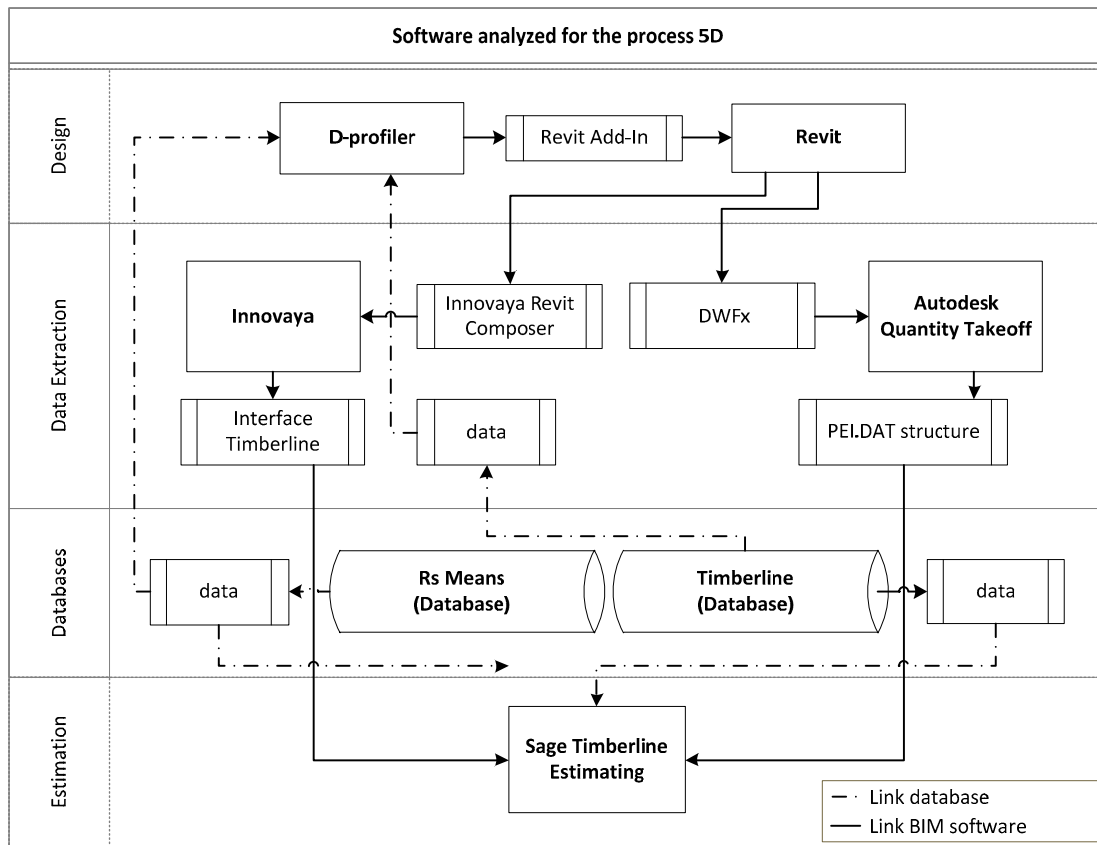 Software analyzed for the process 5D
Design
D-profiler
Revit Add-In
Revit
Data Extraction
Innovaya
Innovaya Revit
Composer
DWFx
Autodesk
Quantity Takeoff
Interface
Timberline
data
PEI.DAT structure
Databases
data
Rs Means
(Database)
Timberline
(Database)
data
Estimation
Sage Timberline
Estimating
Link database
Link BIM software